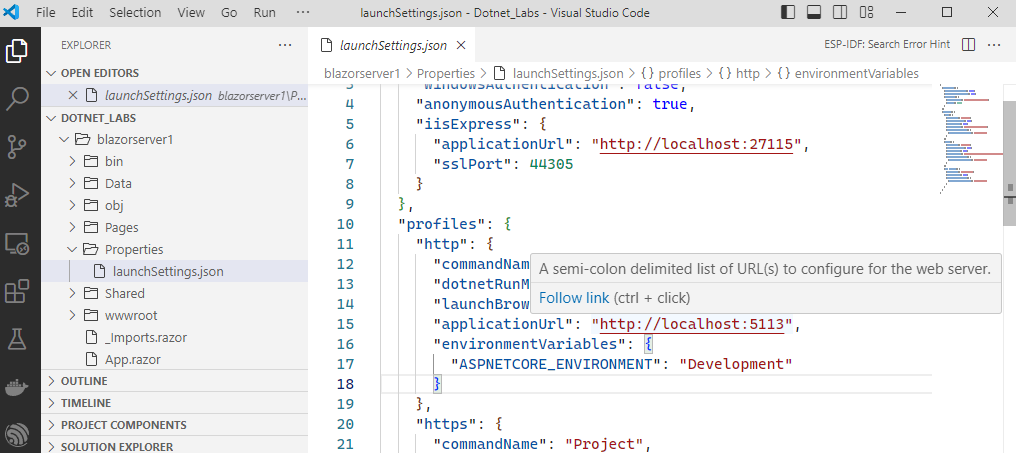 File Edit View Go Run ... launchSettings.json - Dotnet_Labs - Visual Studio Code
EXPLORER
OPEN EDITORS
launchSettings.json blazorserver1\P...
DOTNET_LABS
blazorserver1
bin
Data
obj
Pages
Properties
launchSettings.json
Shared
wwwroot
_Imports.razor
App.razor
OUTLINE
TIMELINE
PROJECT COMPONENTS
SOLUTION EXPLORER
launchSettings.json
ESP-IDF: Search Error Hint
blazorserver1 > Properties > launchSettings.json > {} profiles > {} http > {} environmentVariables
"windowsAuthentication": false,
4 "anonymousAuthentication": true,
5 "iisExpress": {
6 "applicationUrl": "http://localhost:27115",
7 "sslPort": 44305
8 }
9 },
10 "profiles": {
11 "http": {
12 "commandNam
13 "dotnetRunM
14 "launchBrow
A semi-colon delimited list of URL(s) to configure for the web server.
Follow link (ctrl + click)
15 "applicationUrl": "http://localhost:5113",
16 "environmentVariables": {
17 "ASPNETCORE_ENVIRONMENT": "Development"
18 }
19 },
20 "https": {
21 "commandName": "Project",